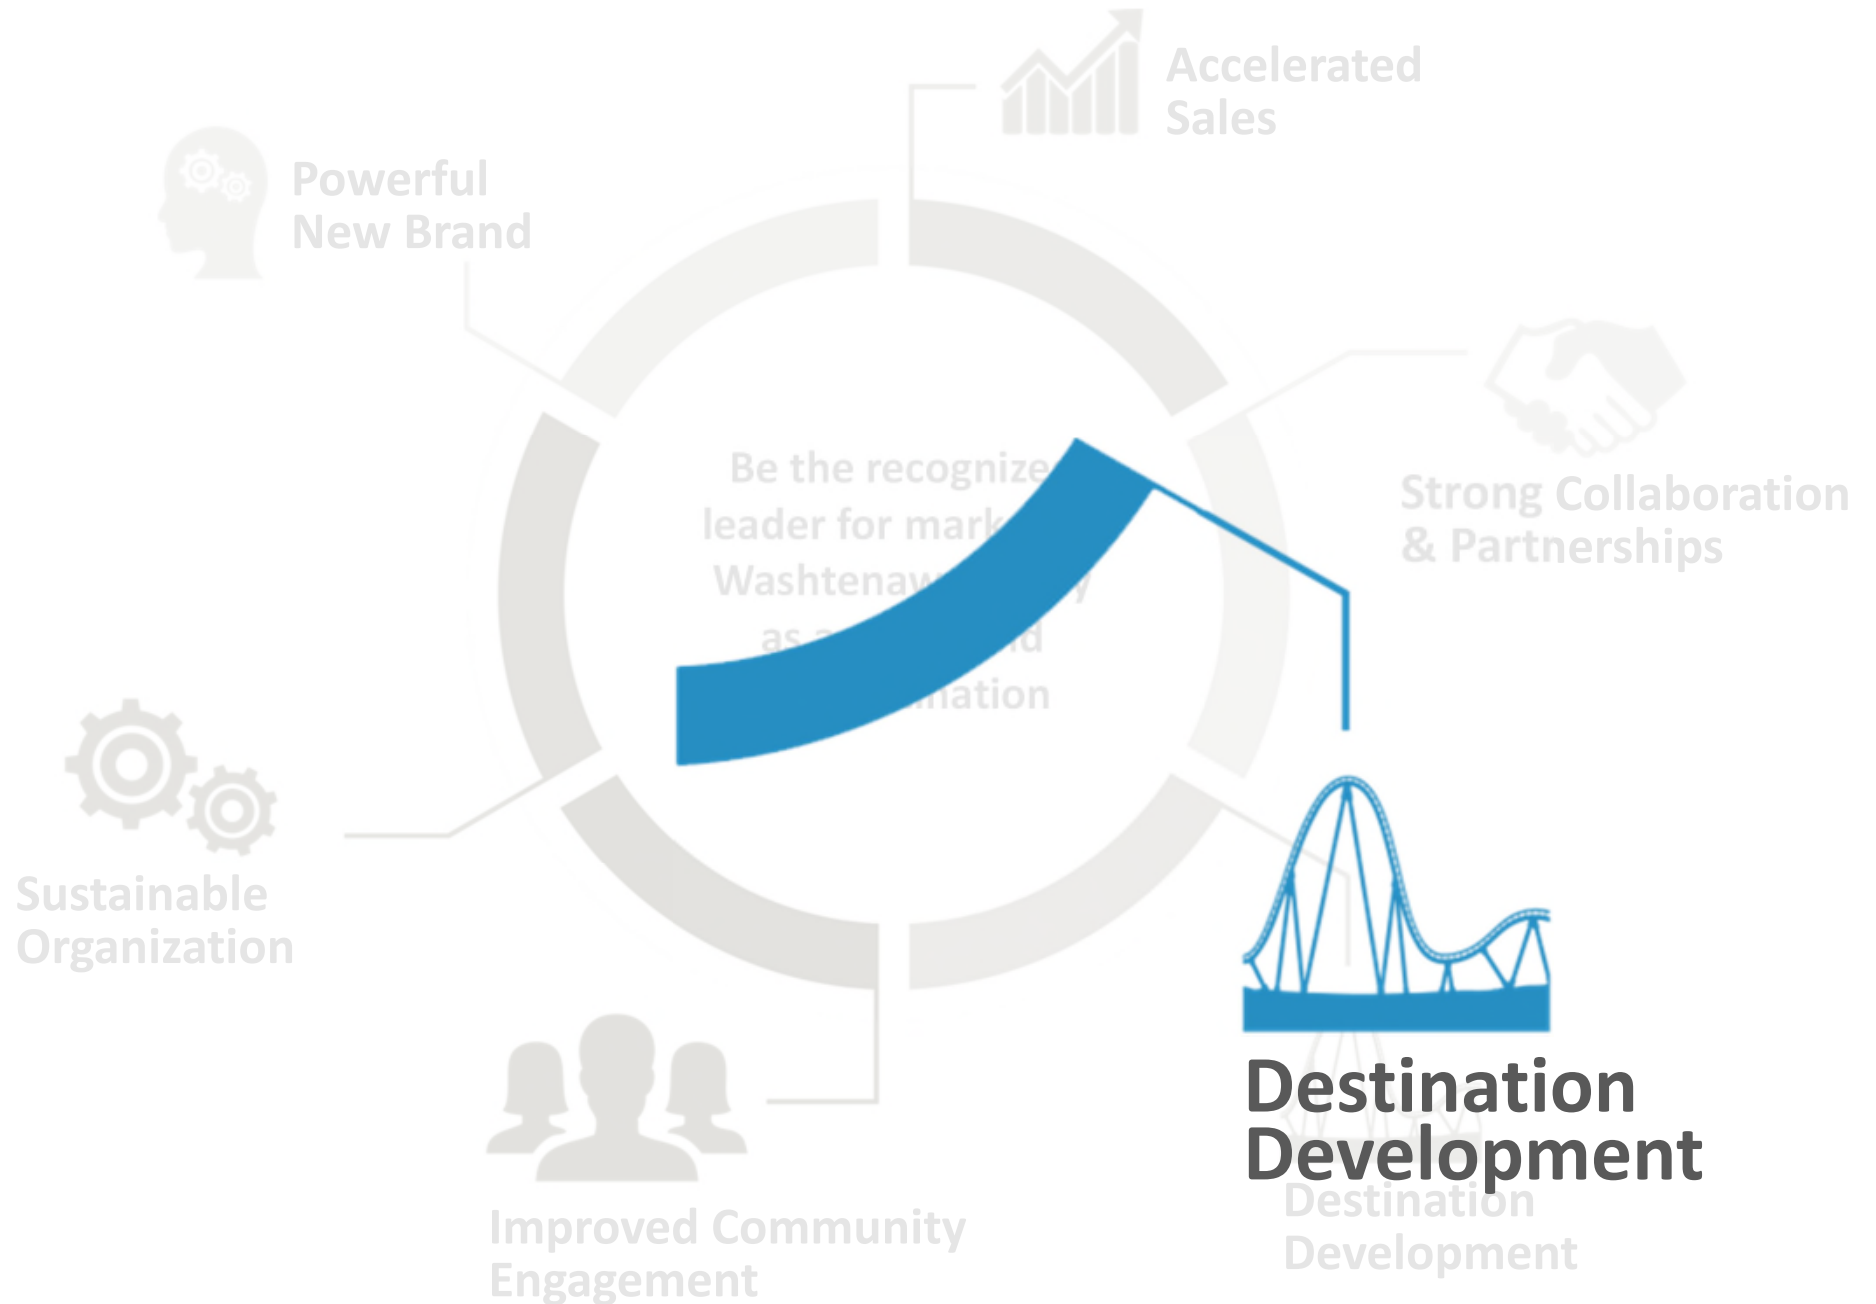 Accelerated
Sales
Powerful
New Brand
Be the recognize
leader for mark
Washtenaw
as a
nation
Strong Collaboration
& Partnerships
Sustainable
Organization
Destination
Development
Destination
Development
Improved Community
Engagement